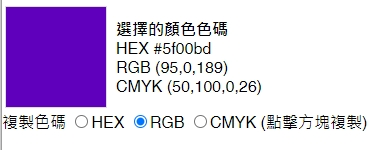 選擇的顏色色碼
HEX #5f00bd
RGB (95,0,189)
CMYK (50,100,0,26)
複製色碼 HEX RGB CMYK (點擊方塊複製)